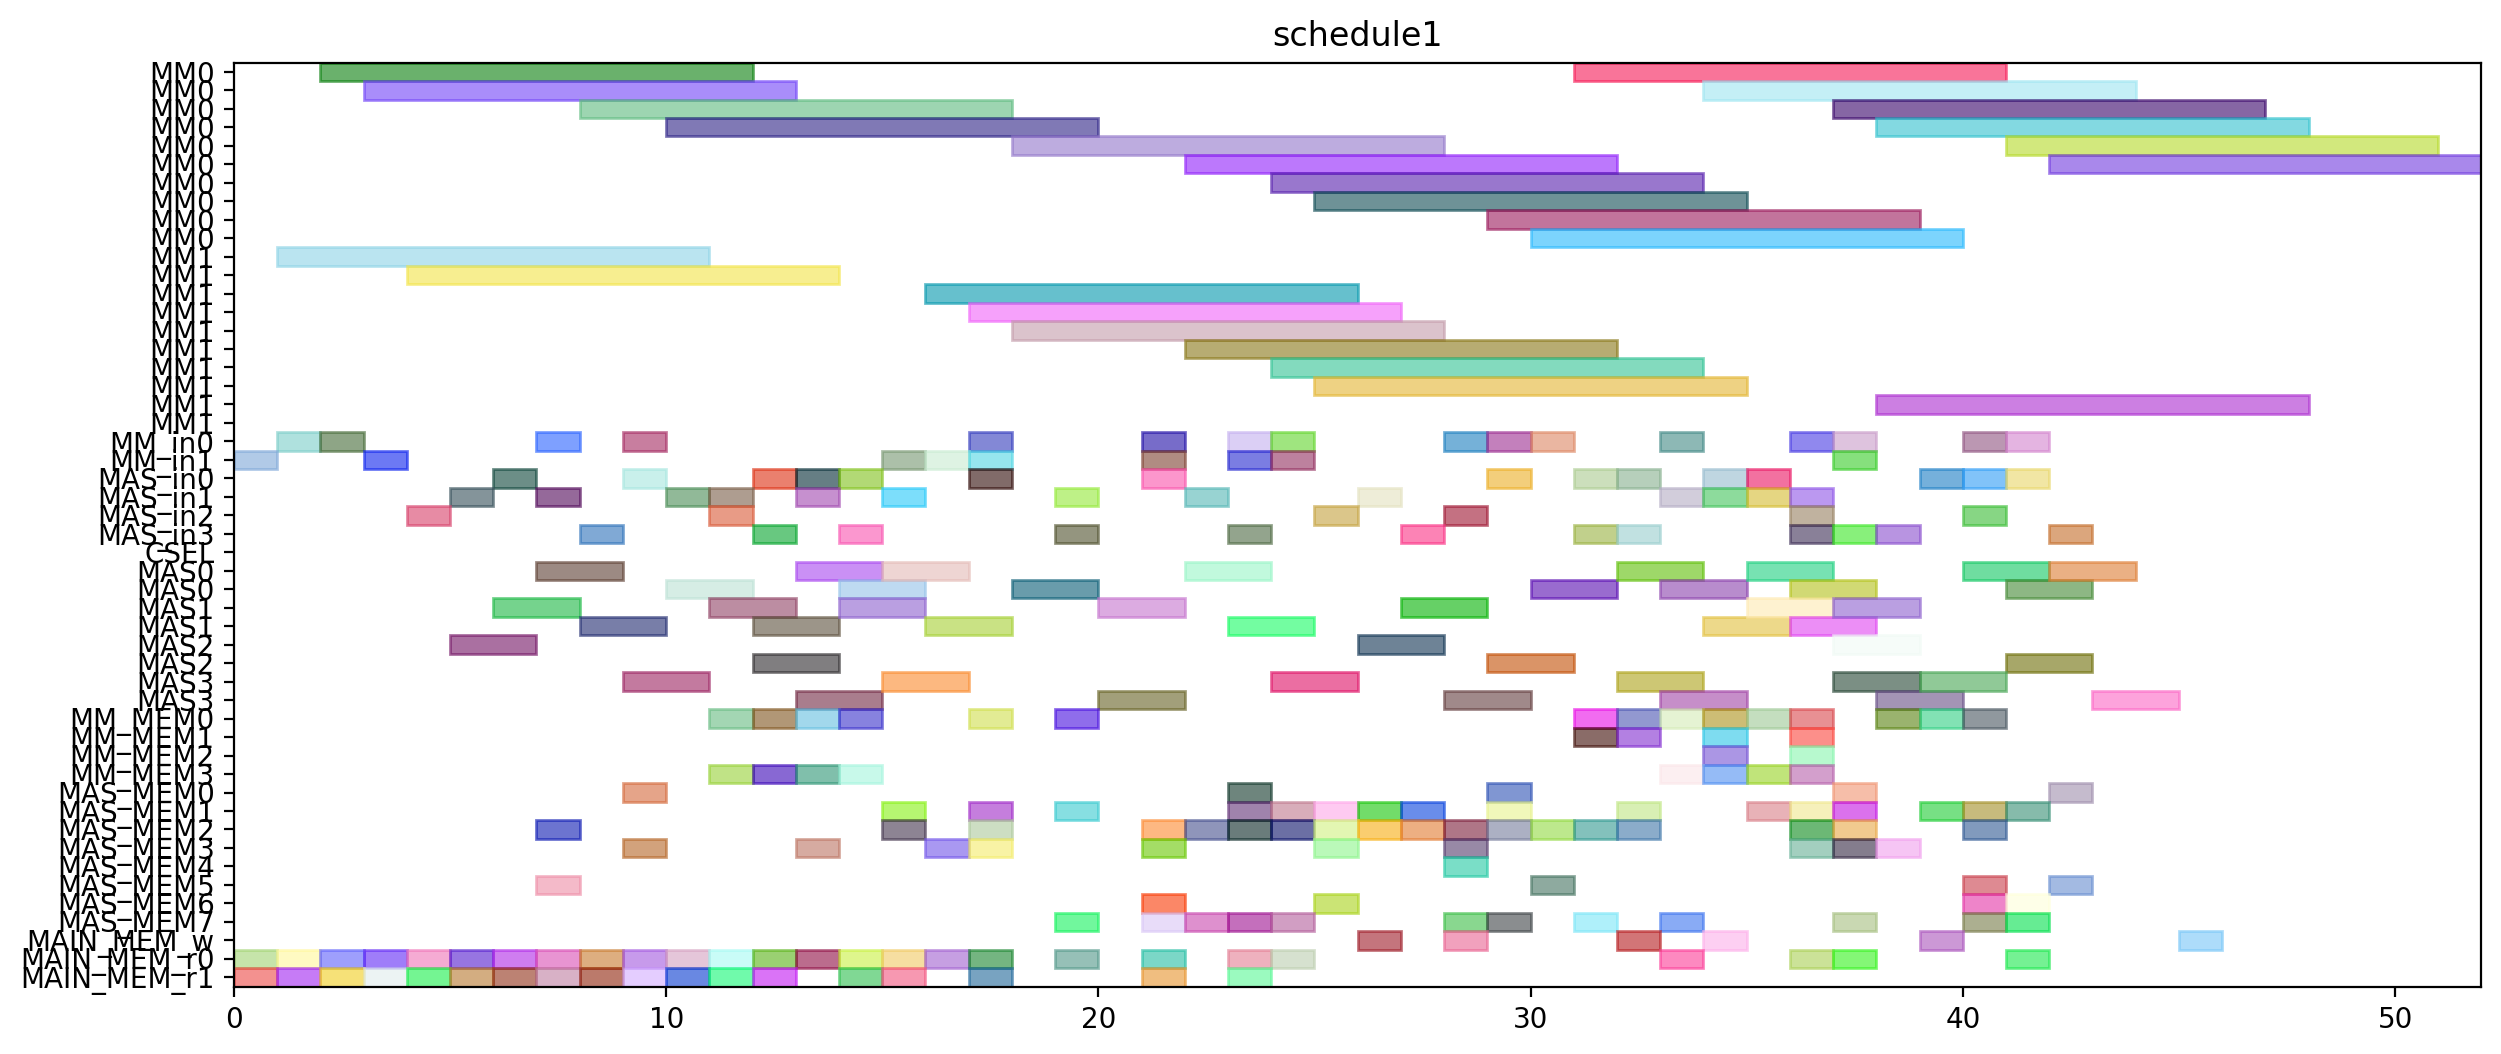 schedule1
MM0
MM0
MM0
MM0
MM0
MM0
MM0
MM0
MM0
MM0
MM1
MM1
MM1
MM1
MM1
MM1
MM1
MM1
MM1
MM1
MM_in0
MM_in1
MAS_in0
MAS_in1
MAS_in2
MAS_in3
CSEL
MAS0
MAS0
MAS1
MAS1
MAS2
MAS2
MAS3
MAS3
MM_MEM0
MM_MEM1
MM_MEM2
MM_MEM3
MAS_MEM0
MAS_MEM1
MAS_MEM2
MAS_MEM3
MAS_MEM4
MAS_MEM5
MAS_MEM6
MAS_MEM7
MAIN_MEM_w
MAIN_MEM_r0
MAIN_MEM_r1
0 10 20 30 40 50